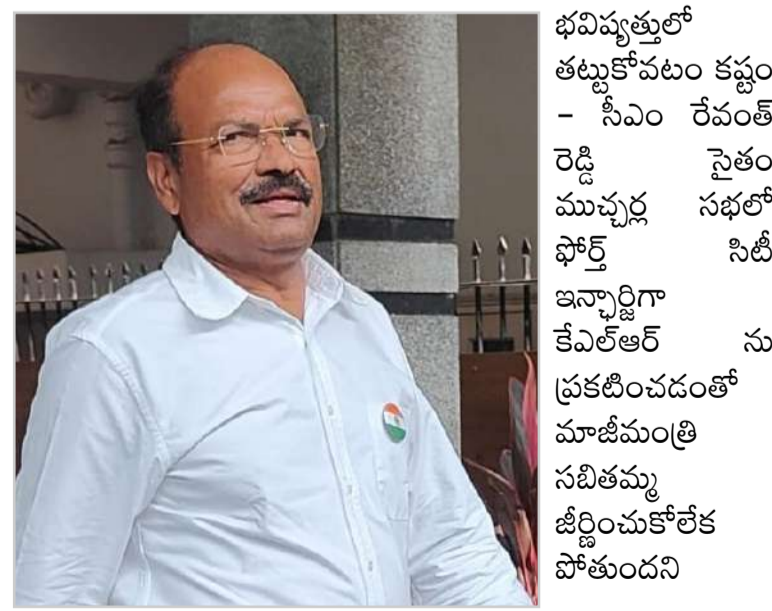 భవిష్యత్తులో
తట్టుకోవటం కష్టం
– సీఎం రేవంత్
రెడ్డి సైతం
ముచ్చర్ల సభలో
ఫోర్త్ సిటీ
ఇన్చార్జిగా
కేఎల్ఆర్ ను
ప్రకటించడంతో
మాజీమంత్రి
సబితమ్మ
జీర్ణించుకోలేక
పోతుందని